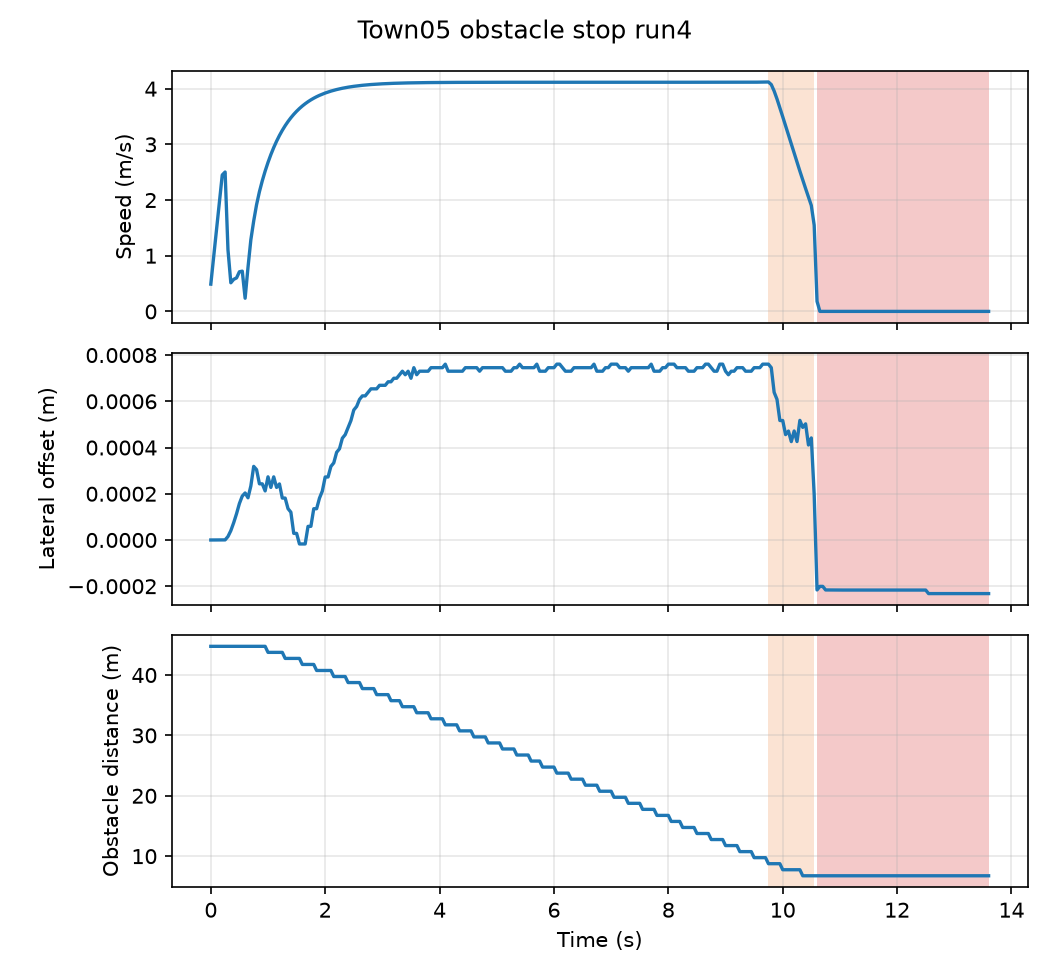 Town05 obstacle stop run4
Speed (m/s)
4
3
2
1
0
Lateral offset (m)
0.0008
0.0006
0.0004
0.0002
0.0000
−0.0002
Obstacle distance (m)
40
30
20
10
0 2 4 6 8 10 12 14
Time (s)